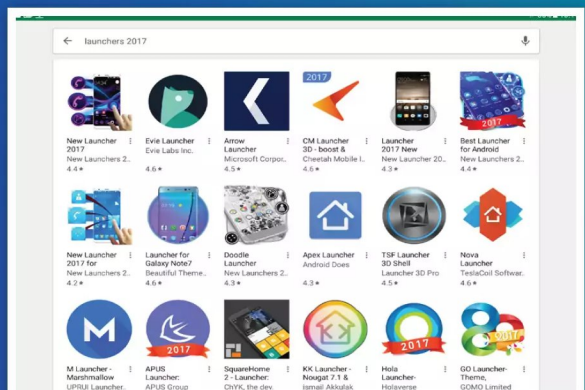 launchers 2017
New Launcher
2017
New Launchers 2..
4.4★
Evie Launcher
Evie Labs Inc.
4.6★
Arrow
Launcher
Microsoft Corpor..
4.5★
2017
CM Launcher
3D - boost &
Cheetah Mobile I..
4.6★
Launcher
2017 New
New Launcher 20..
4.3★
Best Launcher
for Android
New Launchers 2..
4.4★
New Launcher
2017 for
New Launchers 2..
4.2★
Launcher for
Galaxy Note7
Beautiful Theme..
4.6★
Doodle
Launcher
New Launchers 2..
4.3★
Apex Launcher
Android Does
4.3★
TSF Launcher
3D Shell
Launcher 3D Pro
4.5★
Nova
Launcher
TeslaCoil Softwar..
4.6★
M
M Launcher -
Marshmallow
UPRUI Launcher.
2017
APUS
Launcher:
APUS Group
SquareHome
2 - Launcher:
ChYK, the dev.
KK
KK Launcher -
Nougat 7.1 &
Ismail Akkulak
2017
Hola
Launcher-
Holaverse
2017
GO Launcher-
Theme,
GOMO Limited